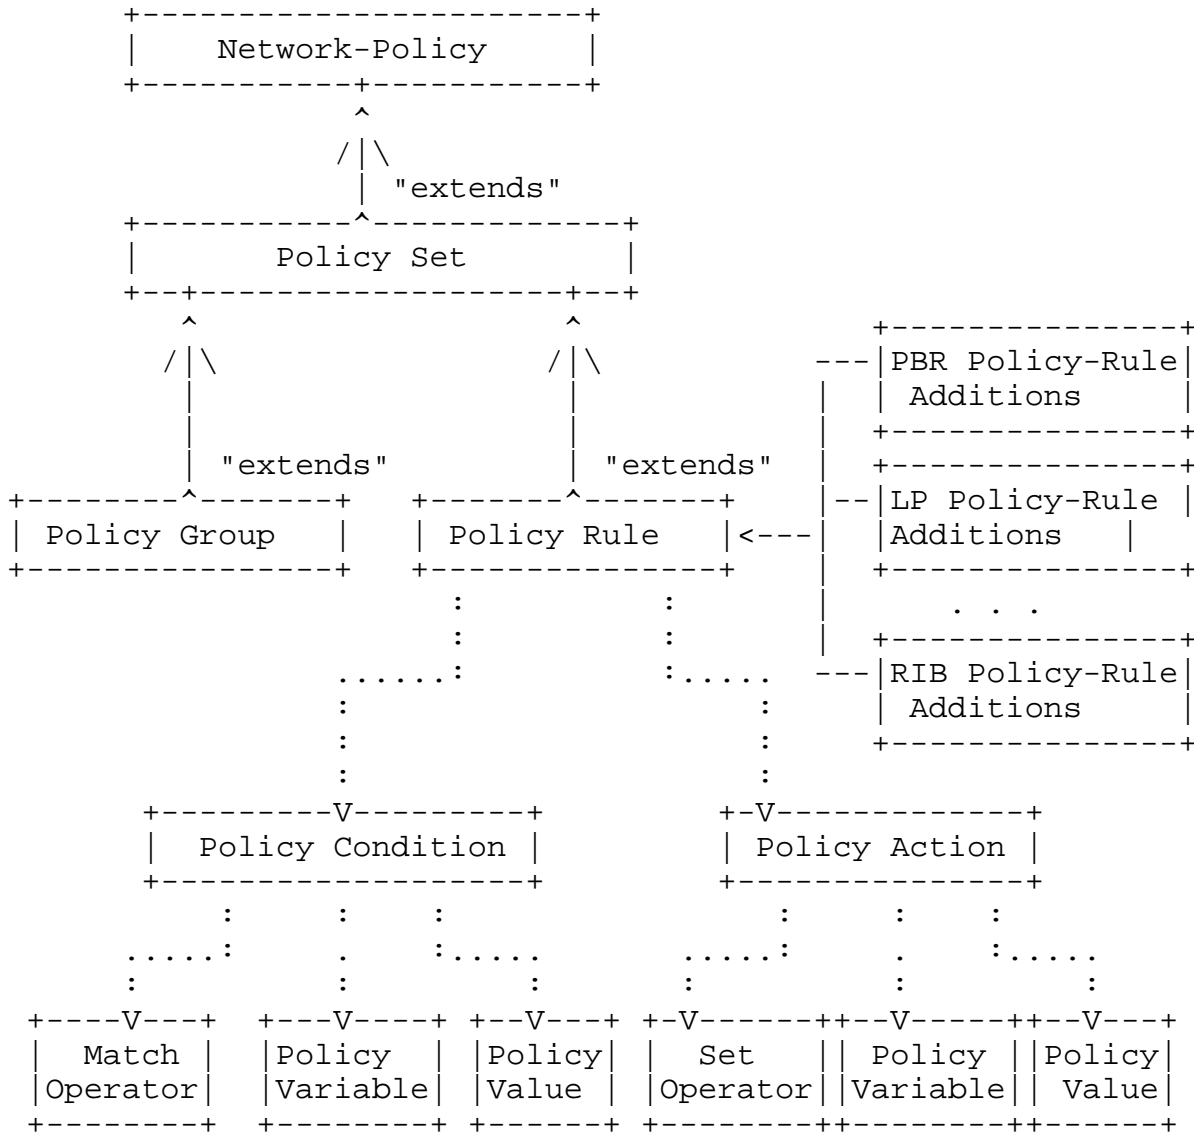 Network-Policy
"extends"
Policy Set
PBR Policy-Rule
Additions
"extends" "extends"
LP Policy-Rule
Policy Group Policy Rule Additions
. . .
RIB Policy-Rule
Additions
Policy Condition Policy Action
Match Policy Policy Set Policy Policy
Operator Variable Value Operator Variable Value